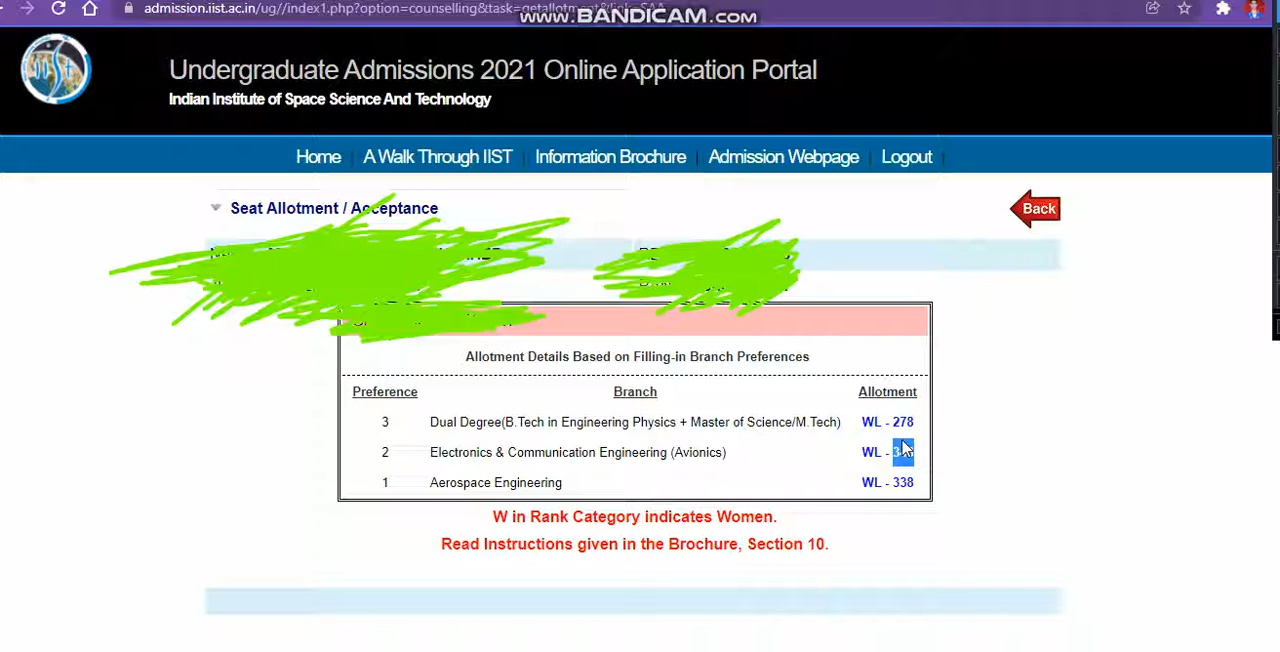 admission.iist.ac.in/ug//index1.php?option=counselling&task=getallotment&link=SAA
www.BANDICAM.com
Undergraduate Admissions 2021 Online Application Portal
Indian Institute of Space Science And Technology
Home A Walk Through IIST Information Brochure Admission Webpage Logout
Seat Allotment / Acceptance
Back
Allotment Details Based on Filling-in Branch Preferences
Preference Branch Allotment
3 Dual Degree(B.Tech in Engineering Physics + Master of Science/M.Tech) WL - 278
2 Electronics & Communication Engineering (Avionics) WL -
1 Aerospace Engineering WL - 338
W in Rank Category indicates Women.
Read Instructions given in the Brochure, Section 10.